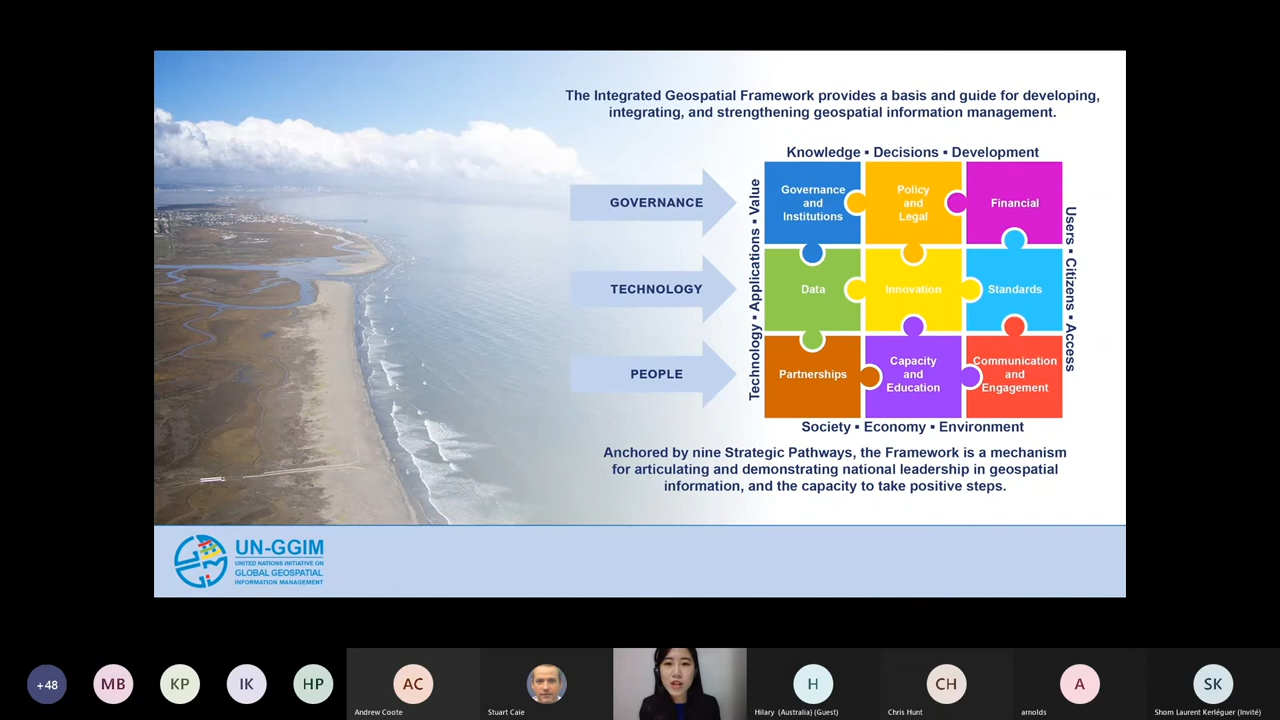 The Integrated Geospatial Framework provides a basis and guide for developing,
integrating, and strengthening geospatial information management.
Knowledge ▪ Decisions ▪ Development
GOVERNANCE
TECHNOLOGY
PEOPLE
Technology ▪ Applications ▪ Value
Governance
and
Institutions
Policy
and
Legal
Financial
Data
Innovation
Standards
Partnerships
Capacity
and
Education
Communication
and
Engagement
Users ▪ Citizens ▪ Access
Society ▪ Economy ▪ Environment
Anchored by nine Strategic Pathways, the Framework is a mechanism
for articulating and demonstrating national leadership in geospatial
information, and the capacity to take positive steps.
UN-GGIM
UNITED NATIONS INITIATIVE ON
GLOBAL GEOSPATIAL
INFORMATION MANAGEMENT
+48
MB
KP
IK
HP
AC
Andrew Coote
Stuart Caie
H
Hilary (Australia) (Guest)
CH
Chris Hunt
A
arnolds
SK
Shom Laurent Kerléguer (Invité)